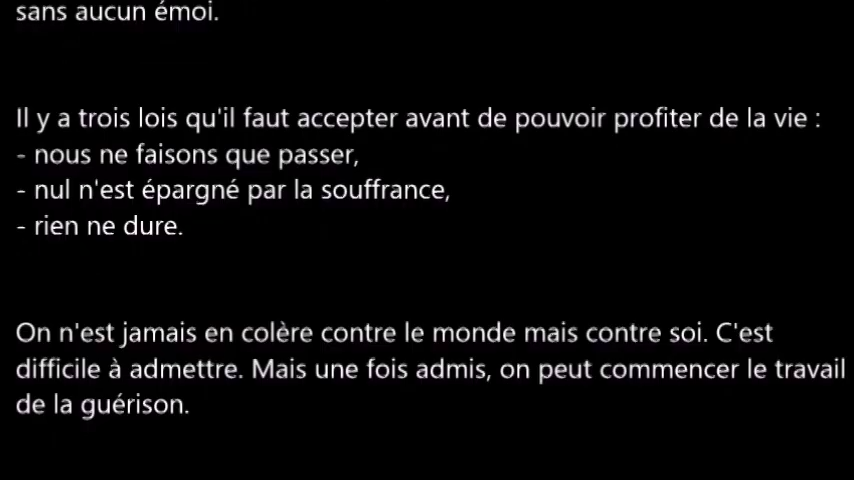 sans aucun émoi.
Il y a trois lois qu'il faut accepter avant de pouvoir profiter de la vie :
- nous ne faisons que passer,
- nul n'est épargné par la souffrance,
- rien ne dure.
On n'est jamais en colère contre le monde mais contre soi. C'est
difficile à admettre. Mais une fois admis, on peut commencer le travail
de la guérison.